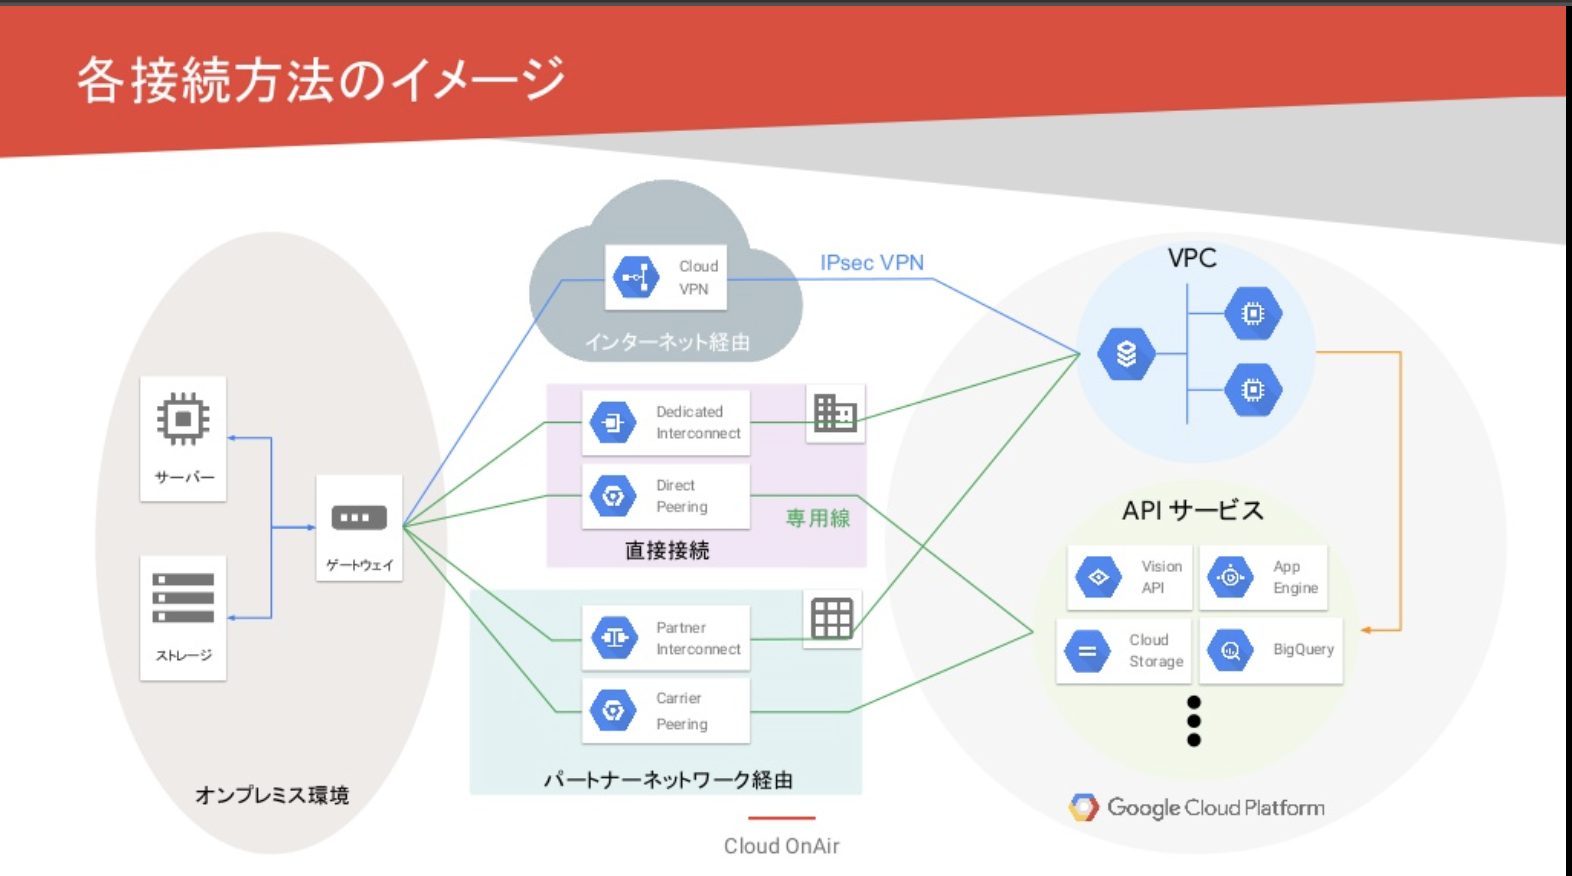 各接続方法のイメージ
Cloud
VPN
インターネット経由
IPsec VPN
VPC
サーバー
ストレージ
ゲートウェイ
オンプレミス環境
Dedicated
Interconnect
Direct
Peering
専用線
直接接続
Partner
Interconnect
Carrier
Peering
パートナーネットワーク経由
API サービス
Vision
API
App
Engine
Cloud
Storage
BigQuery
Google Cloud Platform
Cloud OnAir